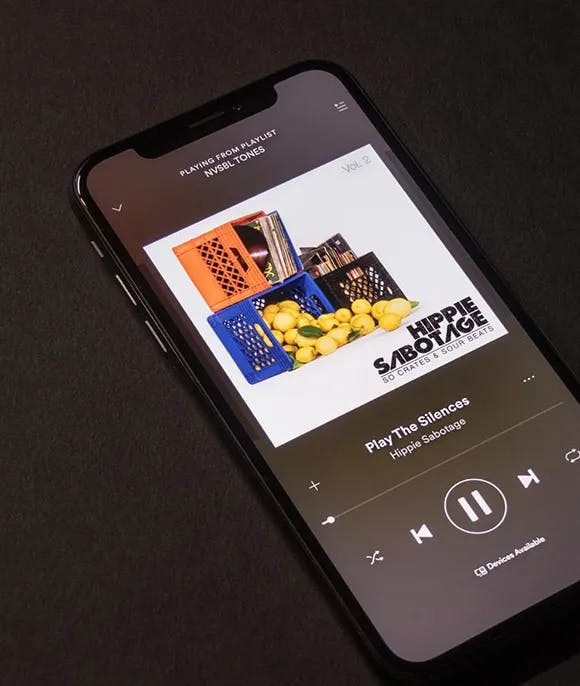 PLAYING FROM PLAYLIST
NVSBL TONES
Vol. 2
HIPPIE
SABOTAGE
SO CRATES & SOUR BEATS
Play The Silences
Hippie Sabotage
Devices Available